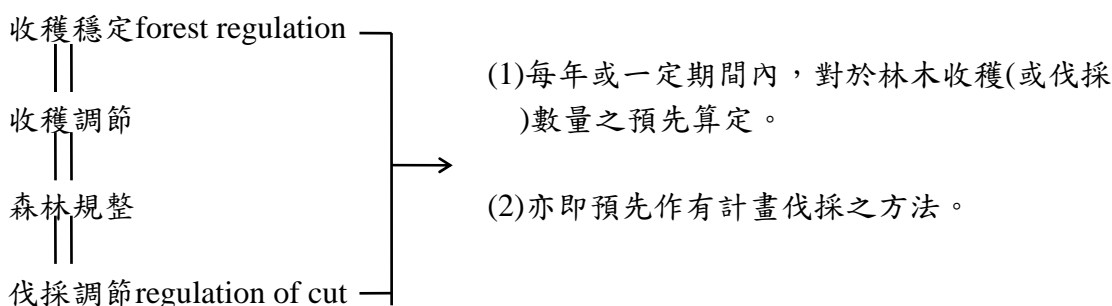 收穫穩定forest regulation
收穫調節
森林規整
伐採調節regulation of cut
(1)每年或一定期間內，對於林木收穫(或伐採
)數量之預先算定。
(2)亦即預先作有計畫伐採之方法。